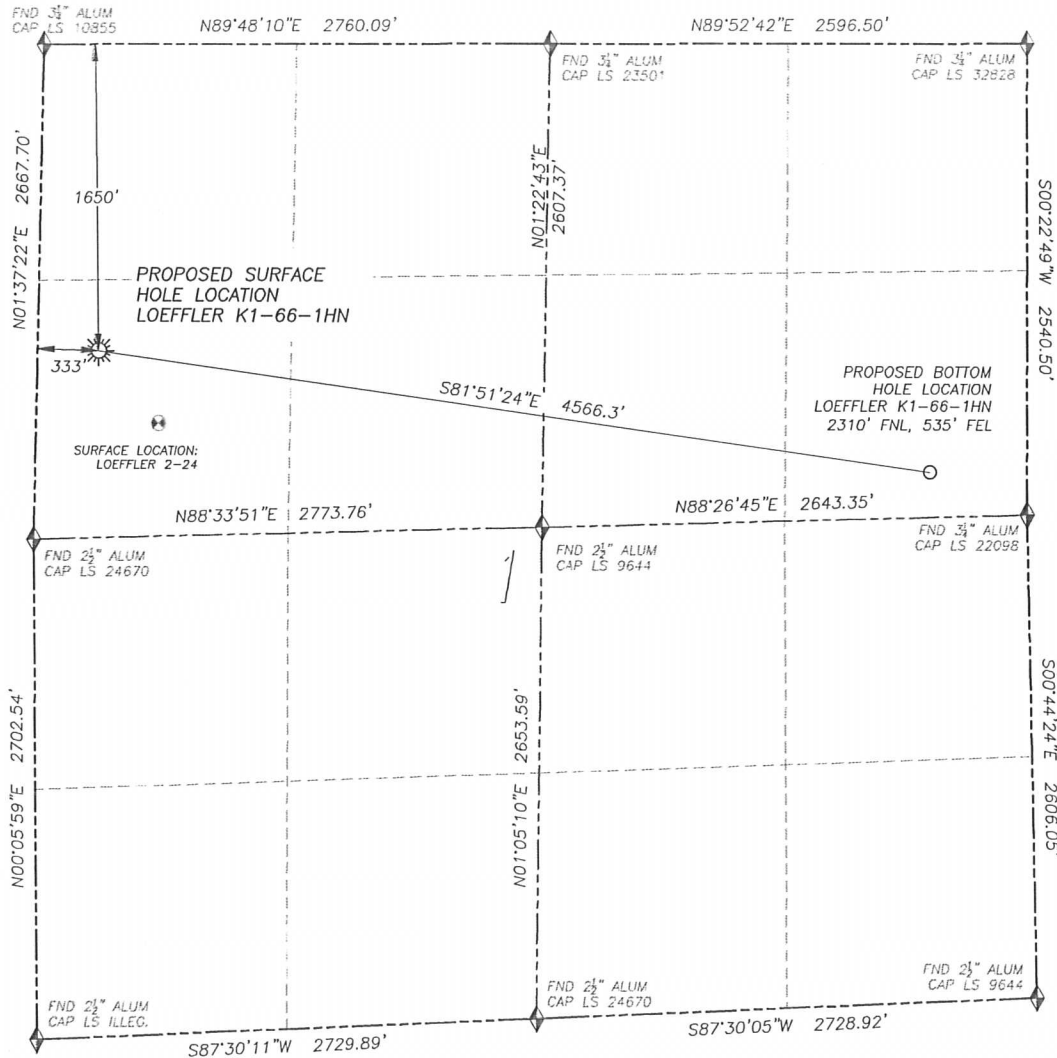 FND 3¼" ALUM
CAP LS 10855
N89°48'10"E 2760.09'
N89°52'42"E 2596.50'
FND 3¼" ALUM
CAP LS 23501
FND 3¼" ALUM
CAP LS 32828
N01°37'22"E 2667.70'
1650'
N01°22'43"E
2607.37'
S00°22'49"W 2540.50'
PROPOSED SURFACE
HOLE LOCATION
LOEFFLER K1-66-1HN
333'
S81°51'24"E 4566.3'
PROPOSED BOTTOM
HOLE LOCATION
LOEFFLER K1-66-1HN
2310' FNL, 535' FEL
SURFACE LOCATION:
LOEFFLER 2-24
N88°33'51"E 2773.76'
N88°26'45"E 2643.35'
FND 2½" ALUM
CAP LS 24670
FND 2½" ALUM
CAP LS 9644
FND 3¼" ALUM
CAP LS 22098
1
N00°05'59"E 2702.54'
N01°05'10"E 2653.59'
S00°44'24"E 2606.05'
FND 2½" ALUM
CAP LS ILLEG.
FND 2½" ALUM
CAP LS 24670
FND 2½" ALUM
CAP LS 9644
S87°30'11"W 2729.89'
S87°30'05"W 2728.92'